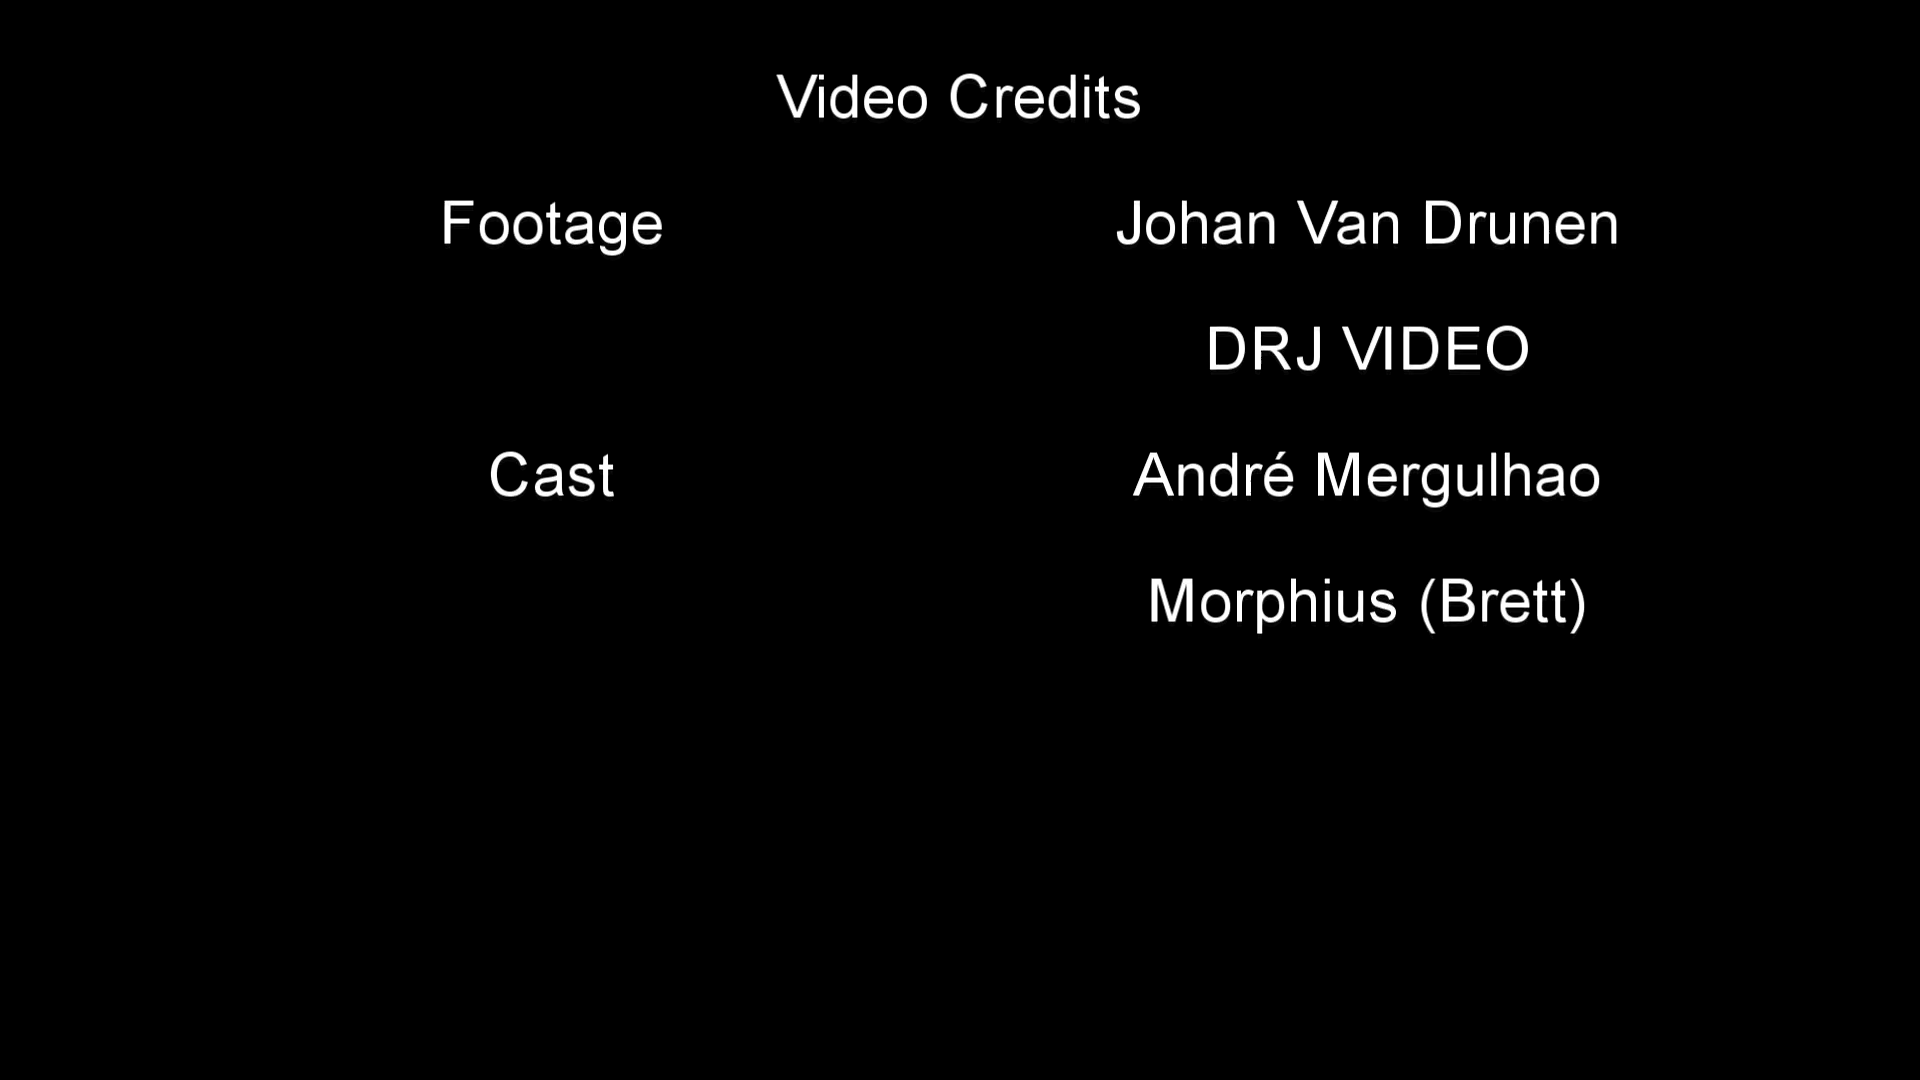 Video Credits
Footage Johan Van Drunen
DRJ VIDEO
Cast André Mergulhao
Morphius (Brett)